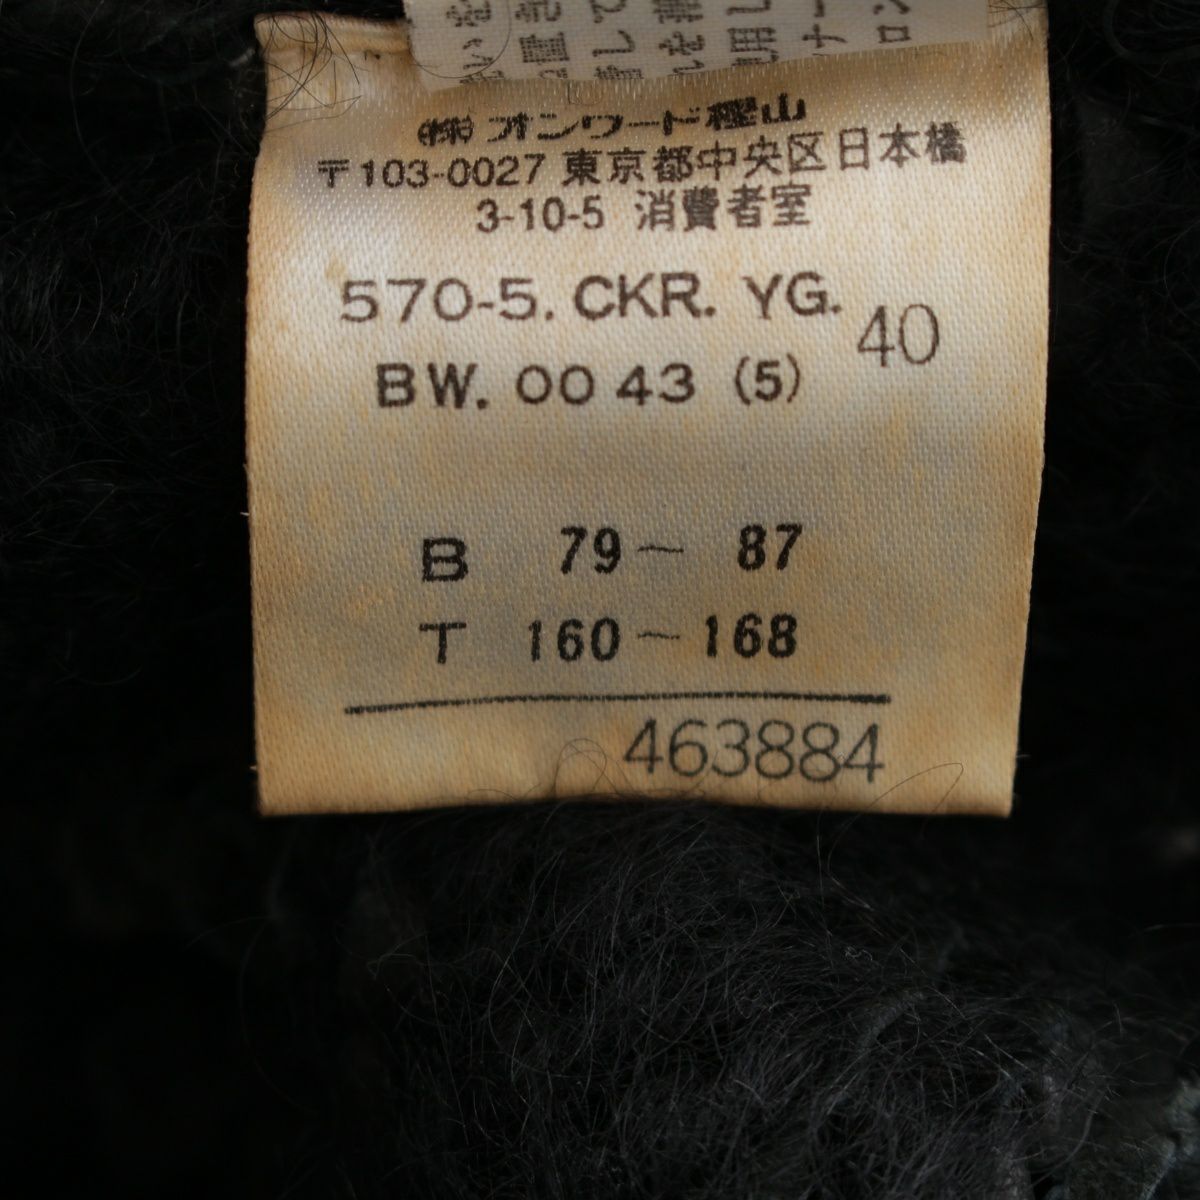 ㈱オンワード樫山
〒103-0027 東京都中央区日本橋
3-10-5 消費者室
570-5. CKR. YG. 40
BW. 0043 (5)
B 79～ 87
T 160～168
463884